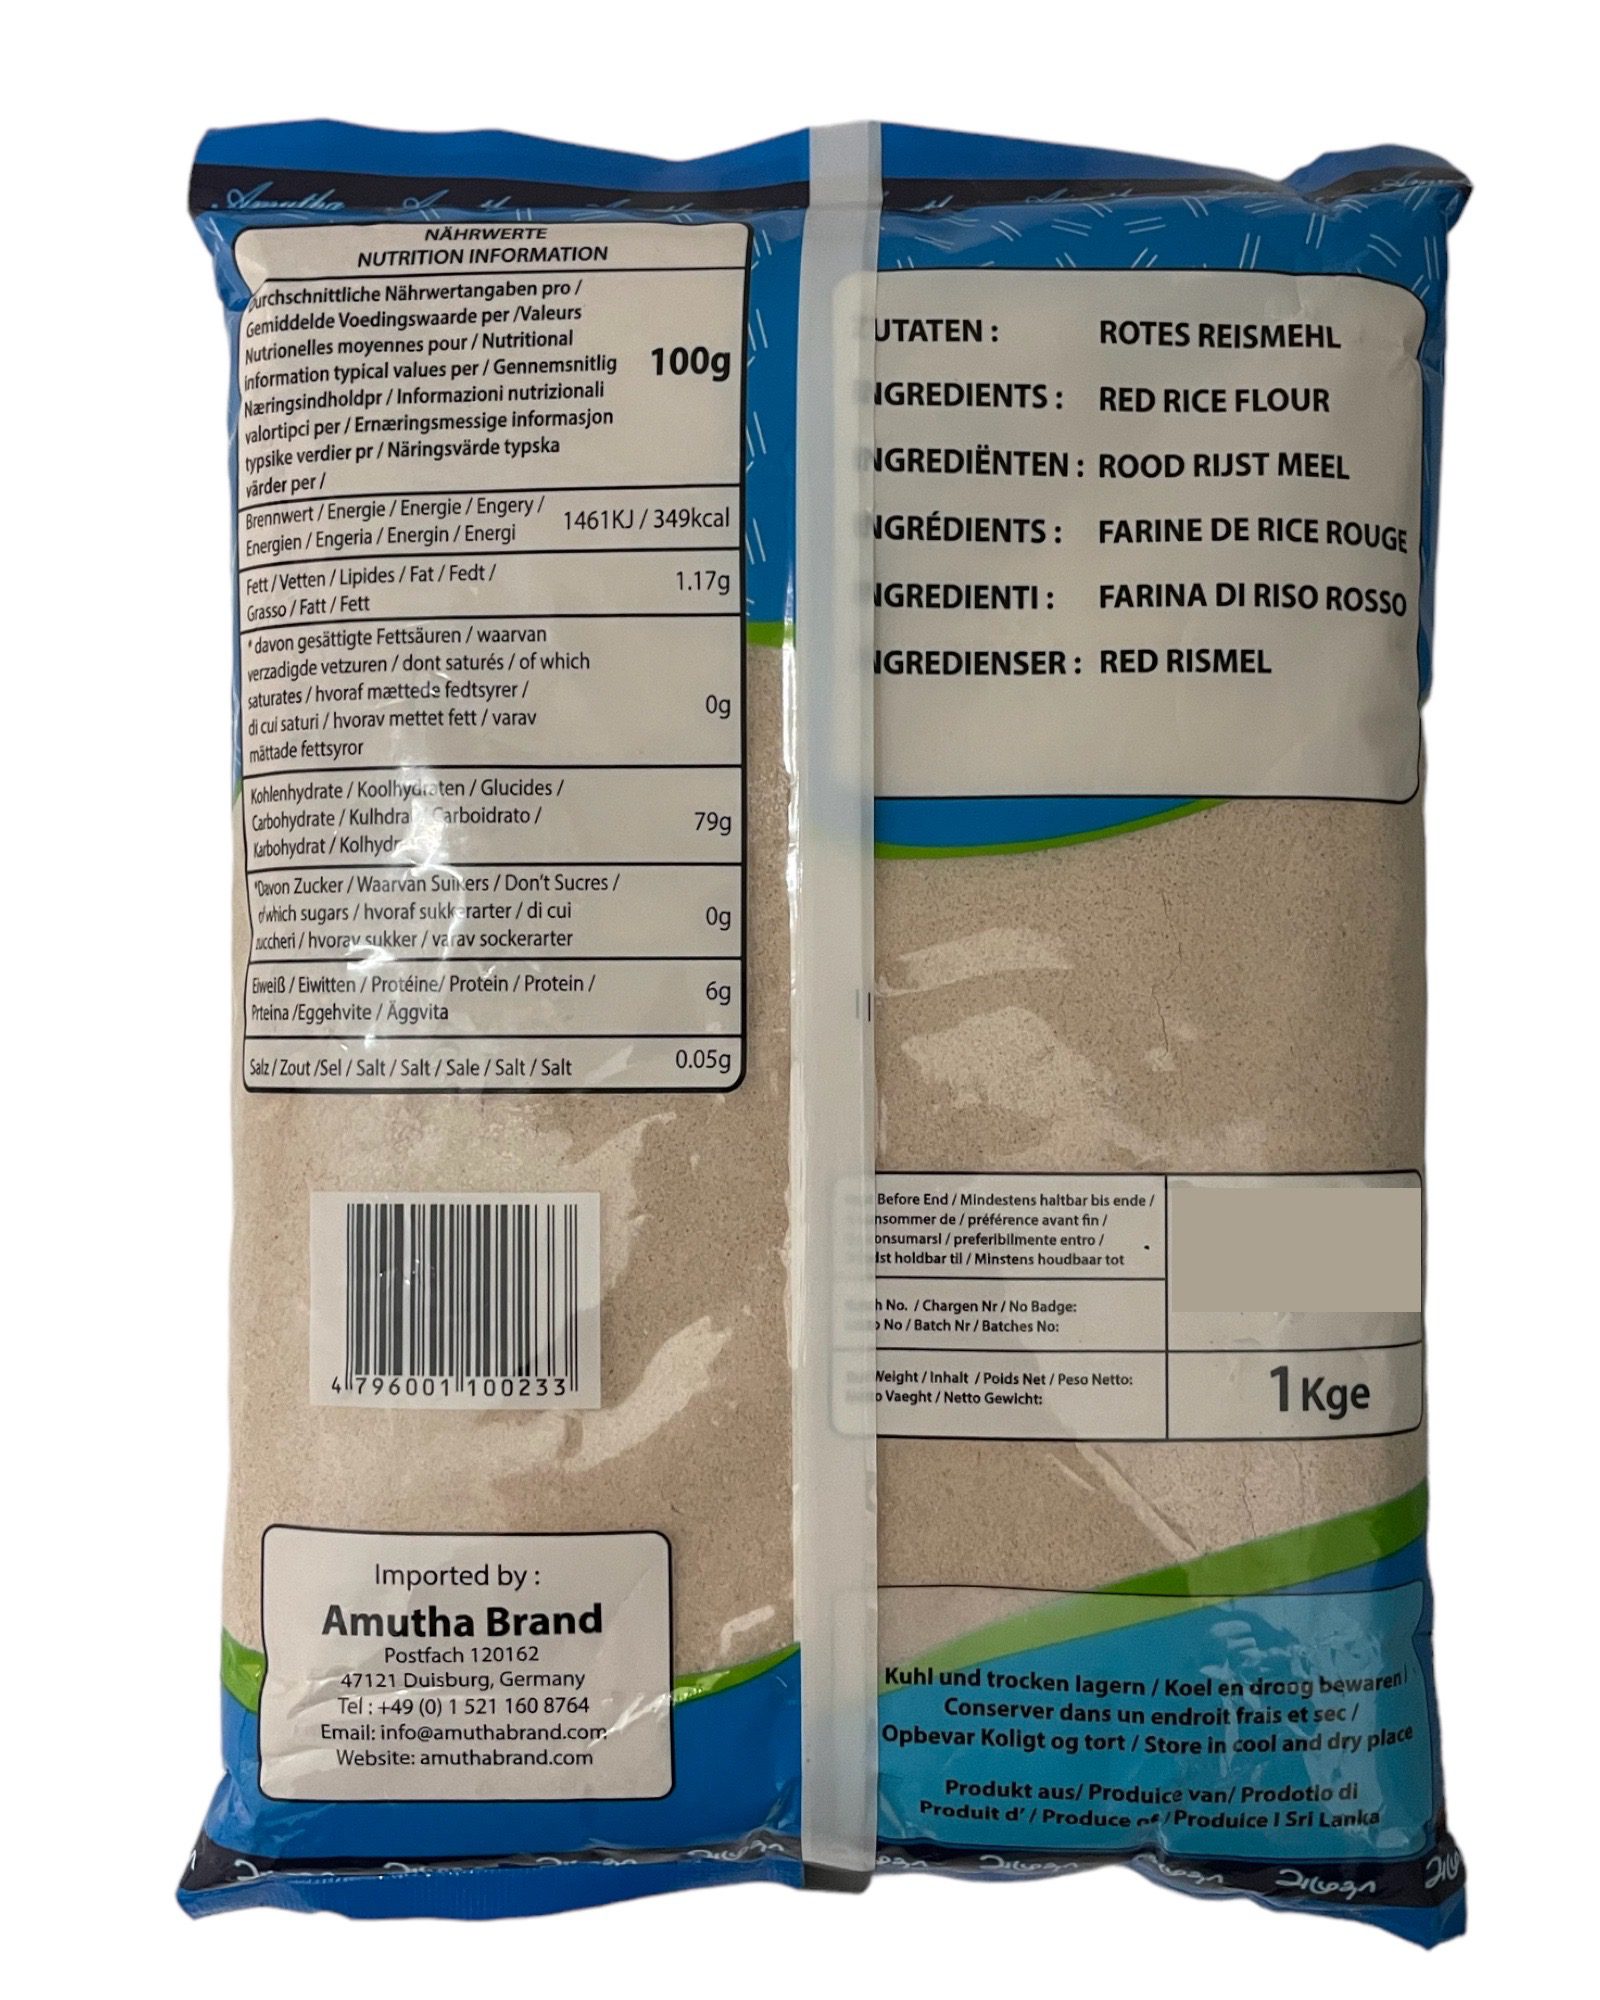 Amutha
NÄHRWERTE
NUTRITION INFORMATION
urchschnittliche Nährwertangaben pro /
Gemiddelde Voedingswaarde per /Valeurs
Nutrionelles moyennes pour / Nutritional
information typical values per / Gennemsnitlig
Næringsindholdpr / Informazioni nutrizionali
valortipci per / Ernæringsmessige informasjon
typsike verdier pr / Näringsvärde typska
värder per /
100g
Brennwert / Energie / Energie / Engery /
Energien / Engeria / Energin / Energi
1461KJ / 349kcal
Fett / Vetten / Lipides / Fat / Fedt /
Grasso / Fatt / Fett
1.17g
* davon gesättigte Fettsäuren / waarvan
verzadigde vetzuren / dont saturés / of which
saturates / hvoraf mættede fedtsyrer /
di cui saturi / hvorav mettet fett / varav
mättade fettsyror
0g
Kohlenhydrate / Koolhydraten / Glucides /
Carbohydrate / Kulhdra Carboidrato /
Karbohydrat / Kolhydr
79g
*Davon Zucker / Waarvan Suikers / Don't Sucres /
of which sugars / hvoraf sukkerarter / di cui
zuccheri / hvorav sukker / varav sockerarter
0g
Eiweiß / Eiwitten / Protéine/ Protein / Protein /
Prteina /Eggehvite / Äggvita
6g
Salz / Zout /Sel / Salt / Salt / Sale / Salt / Salt
0.05g
4 796001 100233
Imported by :
Amutha Brand
Postfach 120162
47121 Duisburg, Germany
Tel : +49 (0) 1 521 160 8764
Email: info@amuthabrand.com
Website: amuthabrand.com
UTATEN : ROTES REISMEHL
NGREDIENTS : RED RICE FLOUR
NGREDIËNTEN : ROOD RIJST MEEL
NGRÉDIENTS : FARINE DE RICE ROUGE
NGREDIENTI : FARINA DI RISO ROSSO
NGREDIENSER : RED RISMEL
Before End / Mindestens haltbar bis ende /
nsommer de / préférence avant fin /
onsumarsl / preferibilmente entro /
dst holdbar til / Minstens houdbaar tot
h No. / Chargen Nr / No Badge:
o No / Batch Nr / Batches No:
Weight / Inhalt / Poids Net / Peso Netto:
o Vaeght / Netto Gewicht:
1 Kge
Kuhl und trocken lagern / Koel en droog bewaren /
Conserver dans un endroit frais et sec /
Opbevar Koligt og tort / Store in cool and dry place
Produkt aus/ Produice van/ Prodotlo di
Produit d' / Produce of / Produice I Sri Lanka